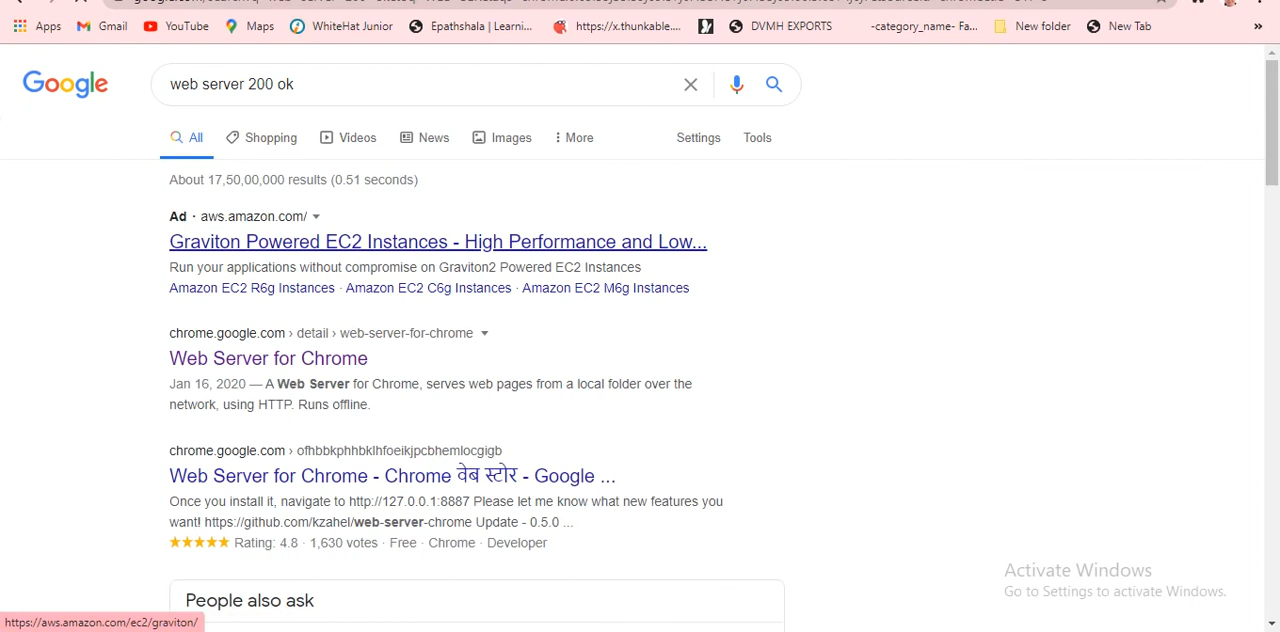 Apps Gmail YouTube Maps WhiteHat Junior Epathshala | Learni... https://x.thunkable.... DVMH EXPORTS -category_name- Fa... New folder New Tab »
Google web server 200 ok
All Shopping Videos News Images More Settings Tools
About 17,50,00,000 results (0.51 seconds)
Ad · aws.amazon.com/
Graviton Powered EC2 Instances - High Performance and Low...
Run your applications without compromise on Graviton2 Powered EC2 Instances
Amazon EC2 R6g Instances · Amazon EC2 C6g Instances · Amazon EC2 M6g Instances
chrome.google.com › detail › web-server-for-chrome
Web Server for Chrome
Jan 16, 2020 — A Web Server for Chrome, serves web pages from a local folder over the
network, using HTTP. Runs offline.
chrome.google.com › ofhbbkphhbklhfoeikjpcbhemlocgigb
Web Server for Chrome - Chrome वेब स्टोर - Google ...
Once you install it, navigate to http://127.0.0.1:8887 Please let me know what new features you
want! https://github.com/kzahel/web-server-chrome Update - 0.5.0 ...
Rating: 4.8 · 1,630 votes · Free · Chrome · Developer
People also ask
Activate Windows
Go to Settings to activate Windows.
https://aws.amazon.com/ec2/graviton/